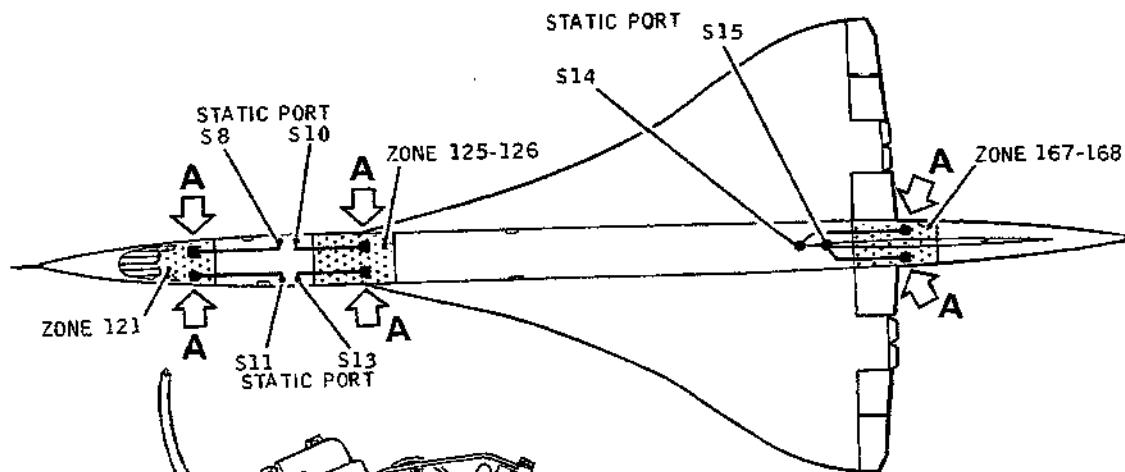 STATIC PORT
S15
S14
STATIC PORT
S8 S10
ZONE 125-126
A
A
A
ZONE 167-168
ZONE 121
A
A
A
S11 S13
STATIC PORT